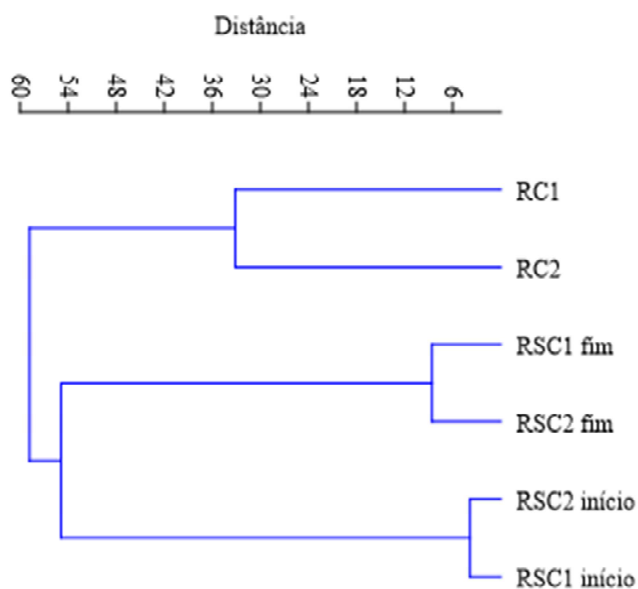 Distância
60 54 48 42 36 30 24 18 12 6
RC1
RC2
RSC1 fim
RSC2 fim
RSC2 início
RSC1 início